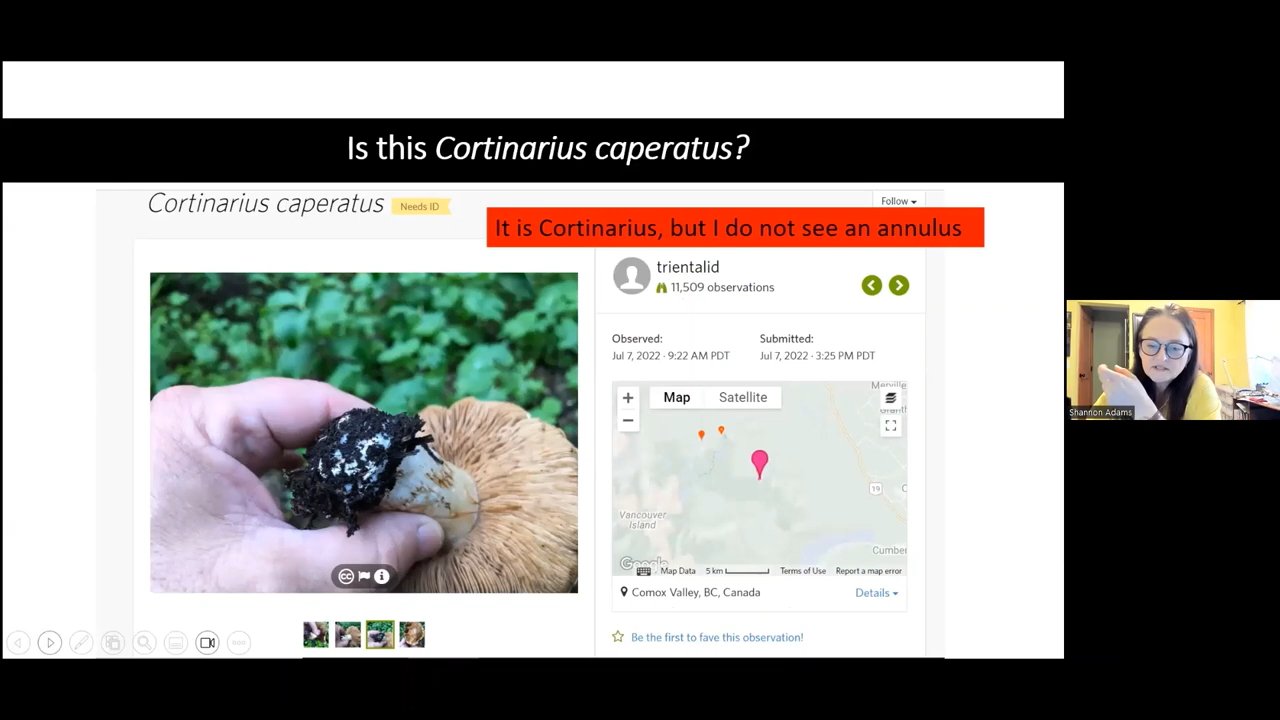 Is this Cortinarius caperatus?
Cortinarius caperatus
Needs ID
Follow
It is Cortinarius, but I do not see an annulus
trientalid
11,509 observations
Observed:
Submitted:
Jul 7, 2022 · 9:22 AM PDT
Jul 7, 2022 · 3:25 PM PDT
+
Map
Satellite
−
19
Vancouver
Island
Cumber
Google
Map Data
5 km
Terms of Use
Report a map error
Comox Valley, BC, Canada
Details
Be the first to fave this observation!
Shannon Adams